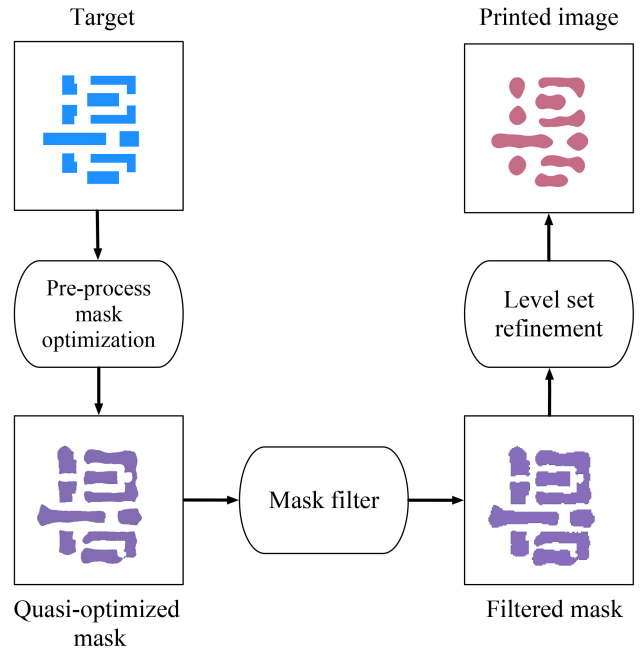 Target
Printed image
Pre-process
mask
optimization
Level set
refinement
Mask filter
Quasi-optimized
mask
Filtered mask